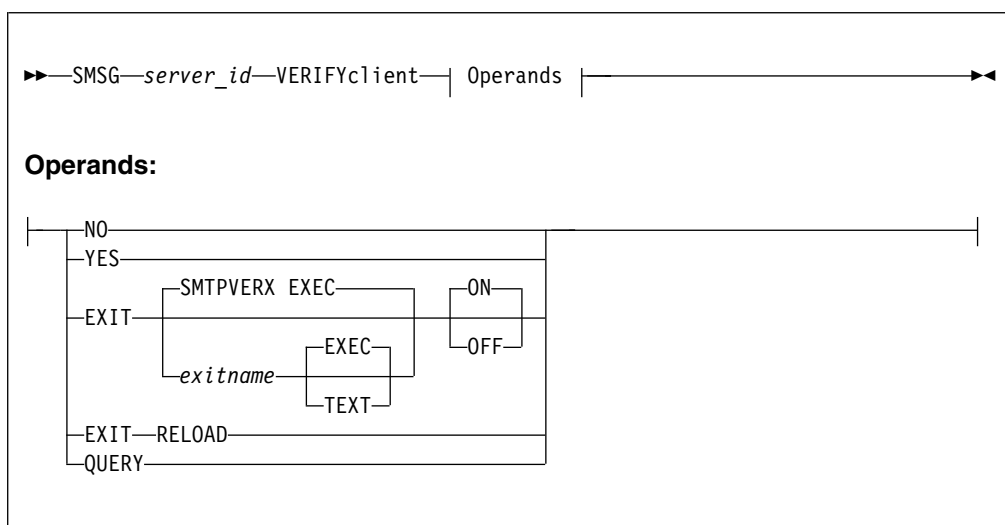 SMSG server_id VERIFYclient Operands
Operands:
NO
YES
SMTPVERX EXEC ON
EXIT
EXEC OFF
exitname
TEXT
EXIT RELOAD
QUERY